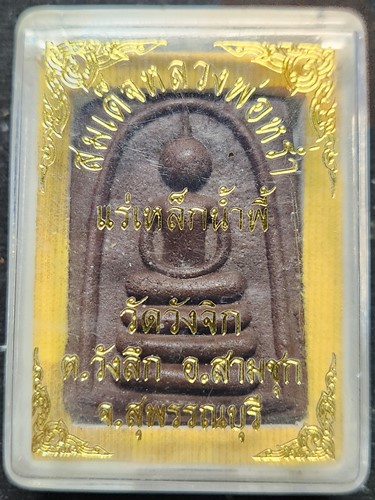 สมเด็จหลวงพ่อหร่ำ
แร่เหล็กน้ำพี้
วัดวังจิก
ต.วังลึก อ.สามชุก
จ.สุพรรณบุรี